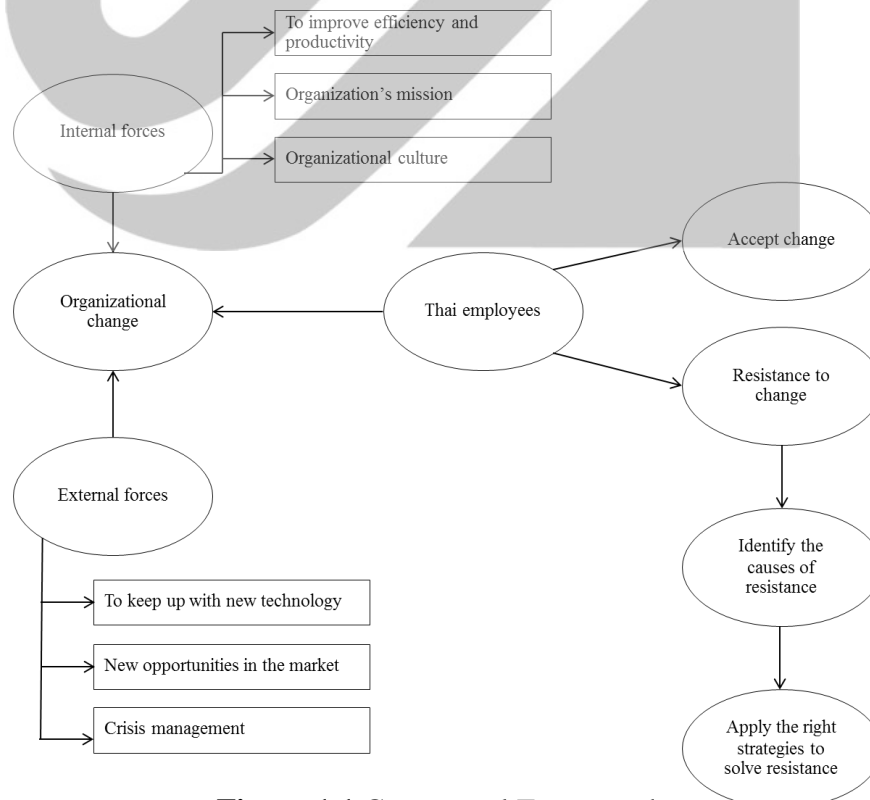 To improve efficiency and
productivity
Internal forces
Organization's mission
Organizational culture
Accept change
Organizational
change
Thai employees
Resistance to
change
External forces
Identify the
causes of
resistance
To keep up with new technology
New opportunities in the market
Crisis management
Apply the right
strategies to
solve resistance